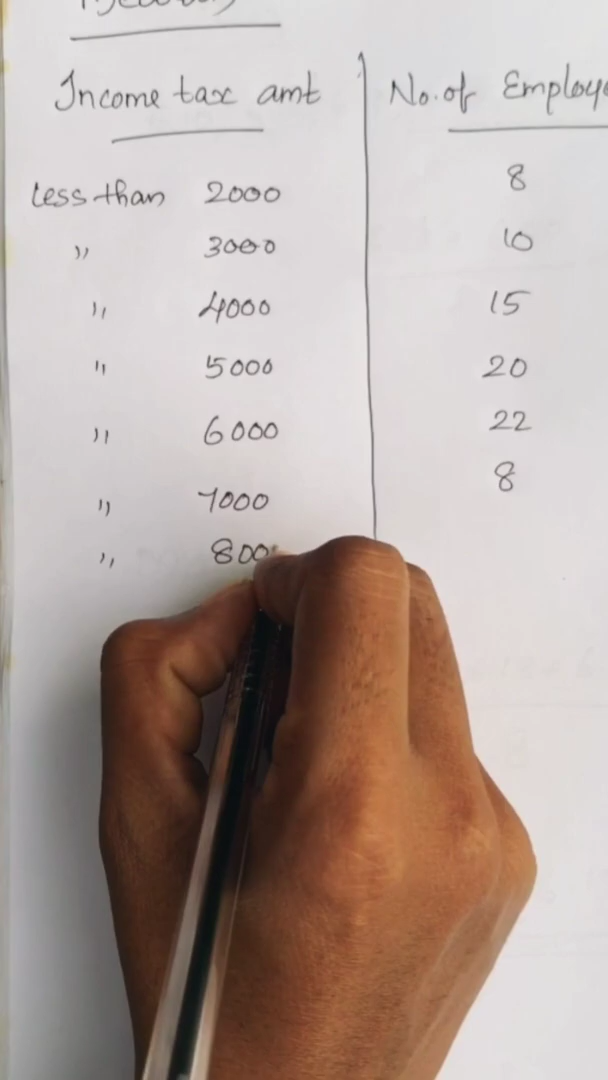 Income tax amt No. of Employe
less than 2000 8
" 3000 10
" 4000 15
" 5000 20
" 6000 22
" 7000 8
" 800